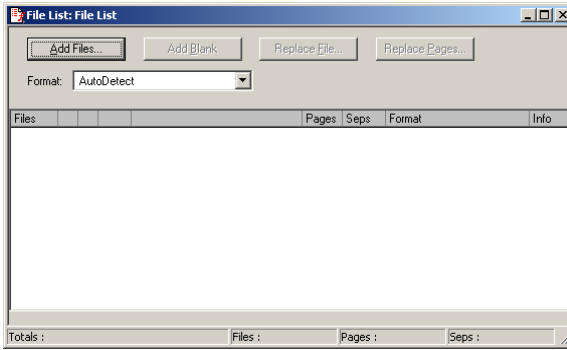 File List: File List
Add Files... Add Blank Replace File... Replace Pages...
Format: AutoDetect
Files Pages Seps Format Info
Totals : Files : Pages : Seps :